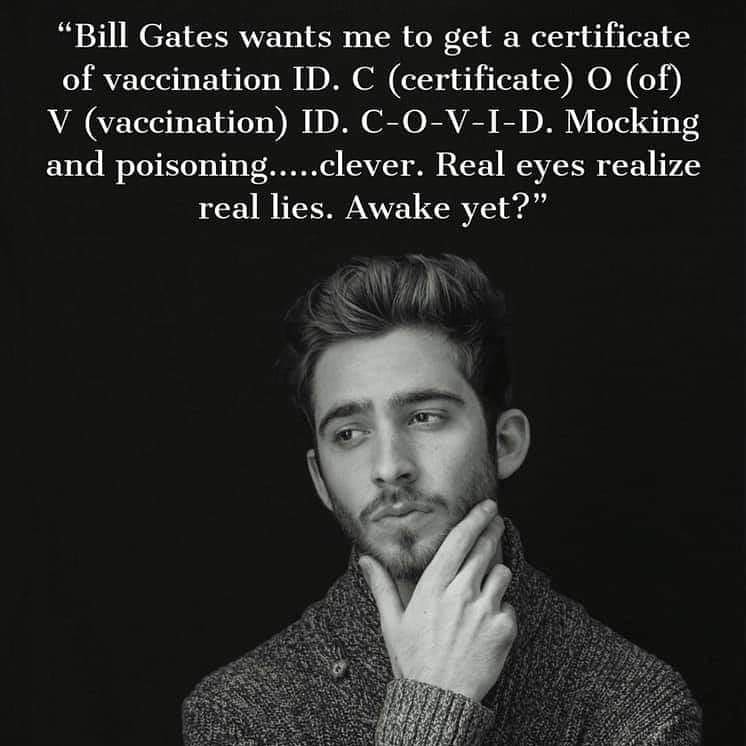 “Bill Gates wants me to get a certificate
of vaccination ID. C (certificate) O (of)
V (vaccination) ID. C-O-V-I-D. Mocking
and poisoning.....clever. Real eyes realize
real lies. Awake yet?”